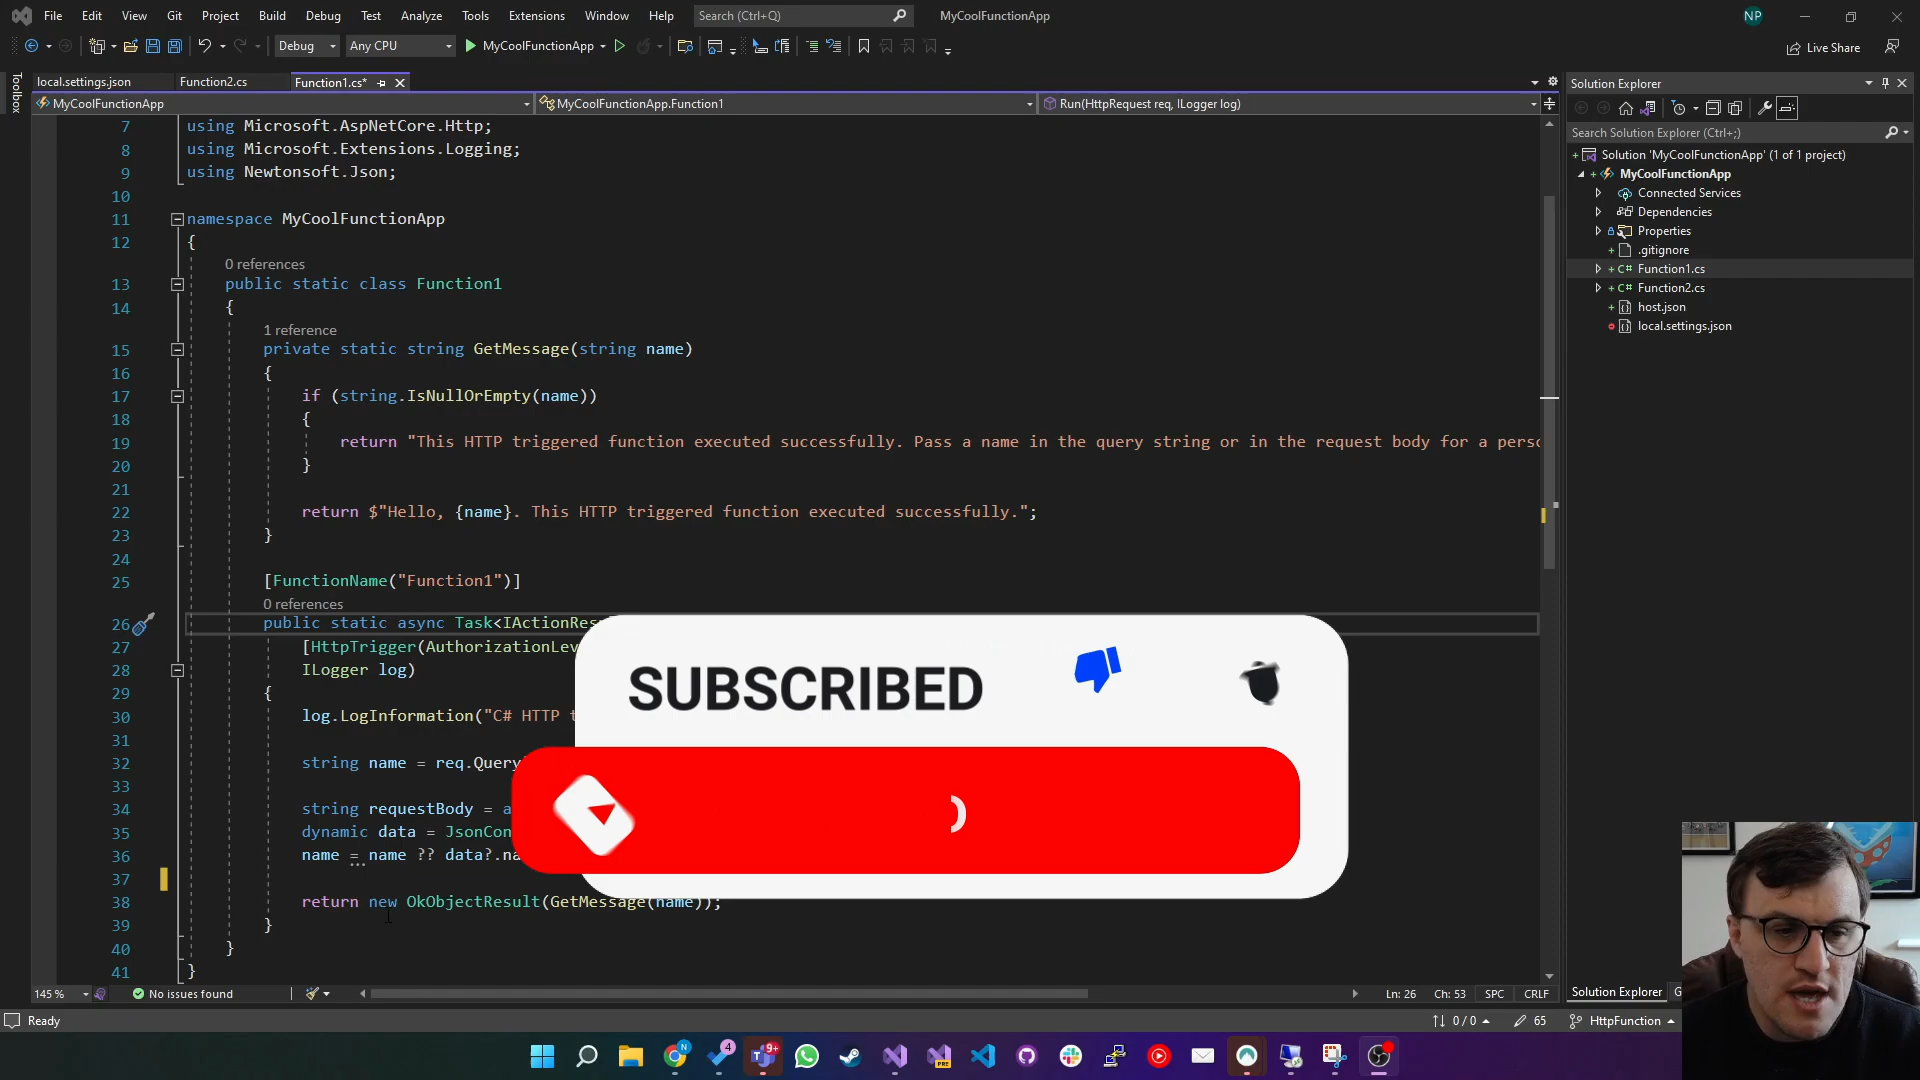 File Edit View Git Project Build Debug Test Analyze Tools Extensions Window Help Search (Ctrl+Q) MyCoolFunctionApp NP
Debug Any CPU MyCoolFunctionApp Live Share
Toolbox
local.settings.json Function2.cs Function1.cs*
MyCoolFunctionApp MyCoolFunctionApp.Function1 Run(HttpRequest req, ILogger log)
7 using Microsoft.AspNetCore.Http;
8 using Microsoft.Extensions.Logging;
9 using Newtonsoft.Json;
10
11 namespace MyCoolFunctionApp
12 {
0 references
13 public static class Function1
14 {
1 reference
15 private static string GetMessage(string name)
16 {
17 if (string.IsNullOrEmpty(name))
18 {
19 return "This HTTP triggered function executed successfully. Pass a name in the query string or in the request body for a perso
20 }
21
22 return $"Hello, {name}. This HTTP triggered function executed successfully.";
23 }
24
25 [FunctionName("Function1")]
0 references
26 public static async Task<IActionRes
27 [HttpTrigger(AuthorizationLev
28 ILogger log)
29 {
30 log.LogInformation("C# HTTP t
31
32 string name = req.Query
33
34 string requestBody = a
35 dynamic data = JsonCon
36 name = name ?? data?.na
37
38 return new OkObjectResult(GetMessage(name));
39 }
40 }
41 }
SUBSCRIBED
145 % No issues found Ln: 26 Ch: 53 SPC CRLF
Ready 0 / 0 65 HttpFunction
Solution Explorer
Search Solution Explorer (Ctrl+;)
Solution 'MyCoolFunctionApp' (1 of 1 project)
MyCoolFunctionApp
Connected Services
Dependencies
Properties
.gitignore
C# Function1.cs
C# Function2.cs
host.json
local.settings.json
Solution Explorer G
N 4 9+ PRE